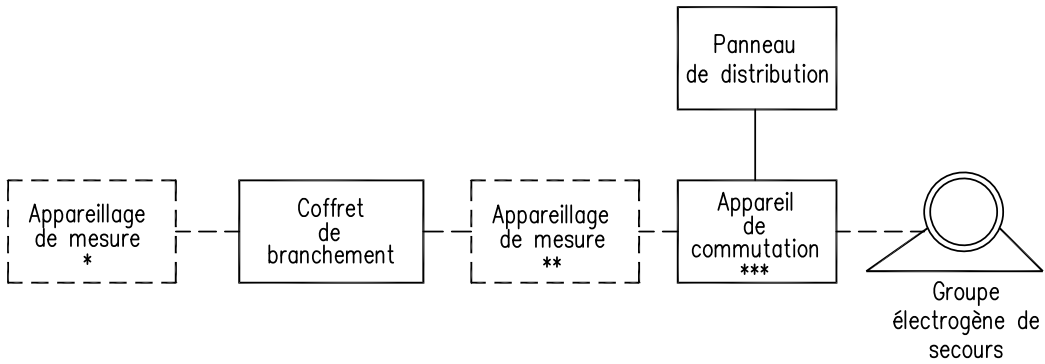 Panneau
de distribution
Appareillage
de mesure
*
Coffret
de
branchement
Appareillage
de mesure
**
Appareil
de
commutation
***
Groupe
électrogène de
secours